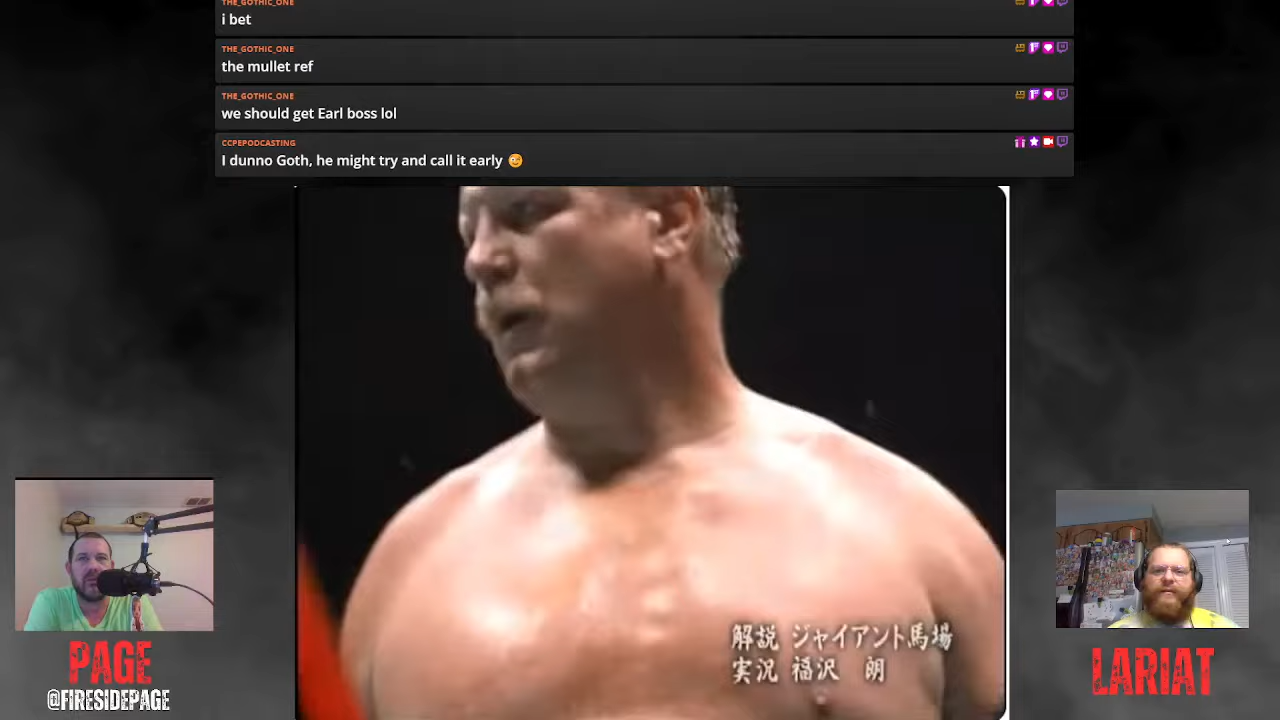 THE_GOTHIC_ONE
i bet
THE_GOTHIC_ONE
the mullet ref
THE_GOTHIC_ONE
we should get Earl boss lol
CCPEPODCASTING
I dunno Goth, he might try and call it early
解説 ジャイアント馬場
実況 福沢 朗
PAGE
@FIRESIDEPAGE
LARIAT